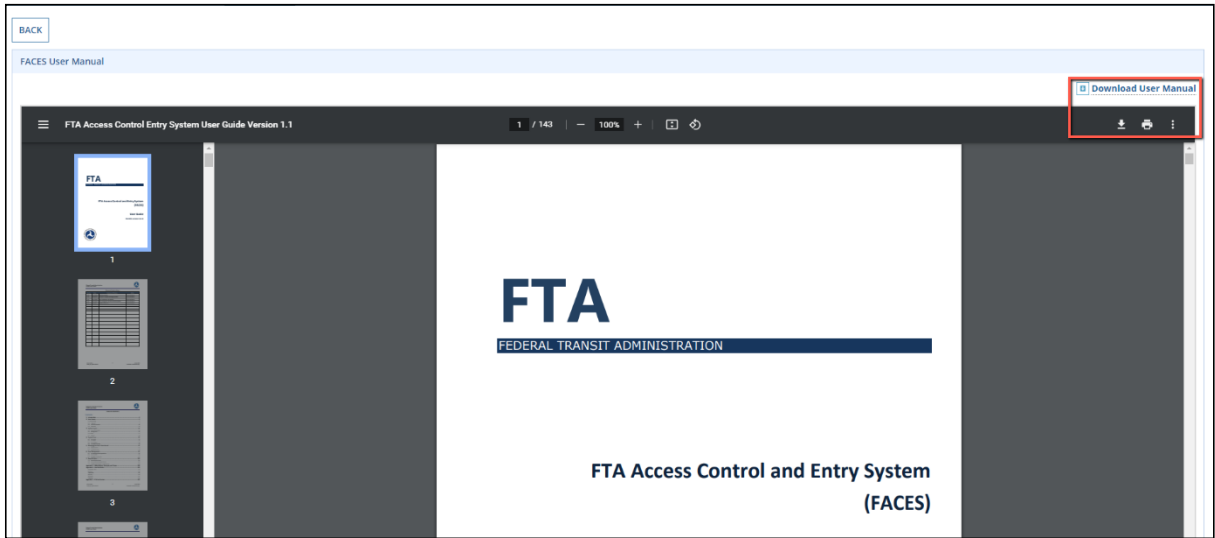 BACK
FACES User Manual
Download User Manual
FTA Access Control Entry System User Guide Version 1.1
1 / 143
100%
FTA
1
2
3
FTA
FEDERAL TRANSIT ADMINISTRATION
FTA Access Control and Entry System
(FACES)